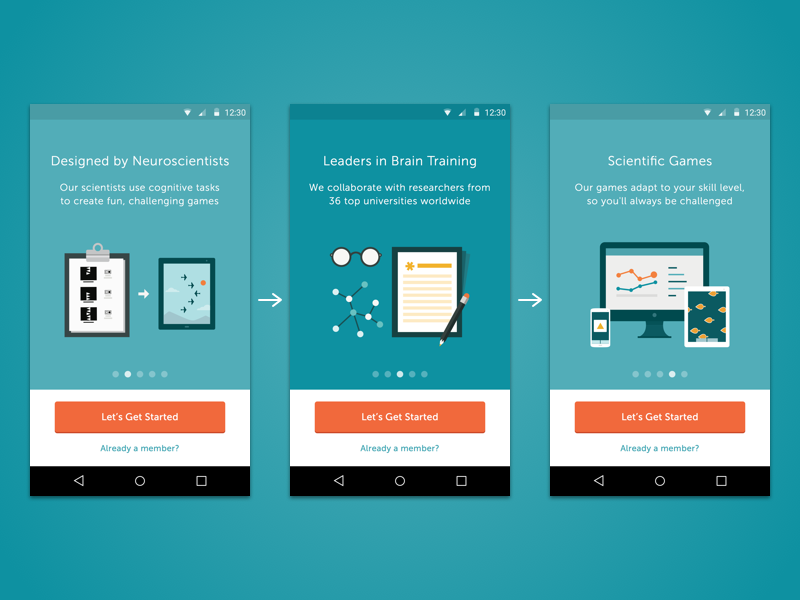 12:30
Designed by Neuroscientists
Our scientists use cognitive tasks
to create fun, challenging games
Let's Get Started
Already a member?
12:30
Leaders in Brain Training
We collaborate with researchers from
36 top universities worldwide
Let's Get Started
Already a member?
12:30
Scientific Games
Our games adapt to your skill level,
so you'll always be challenged
Let's Get Started
Already a member?